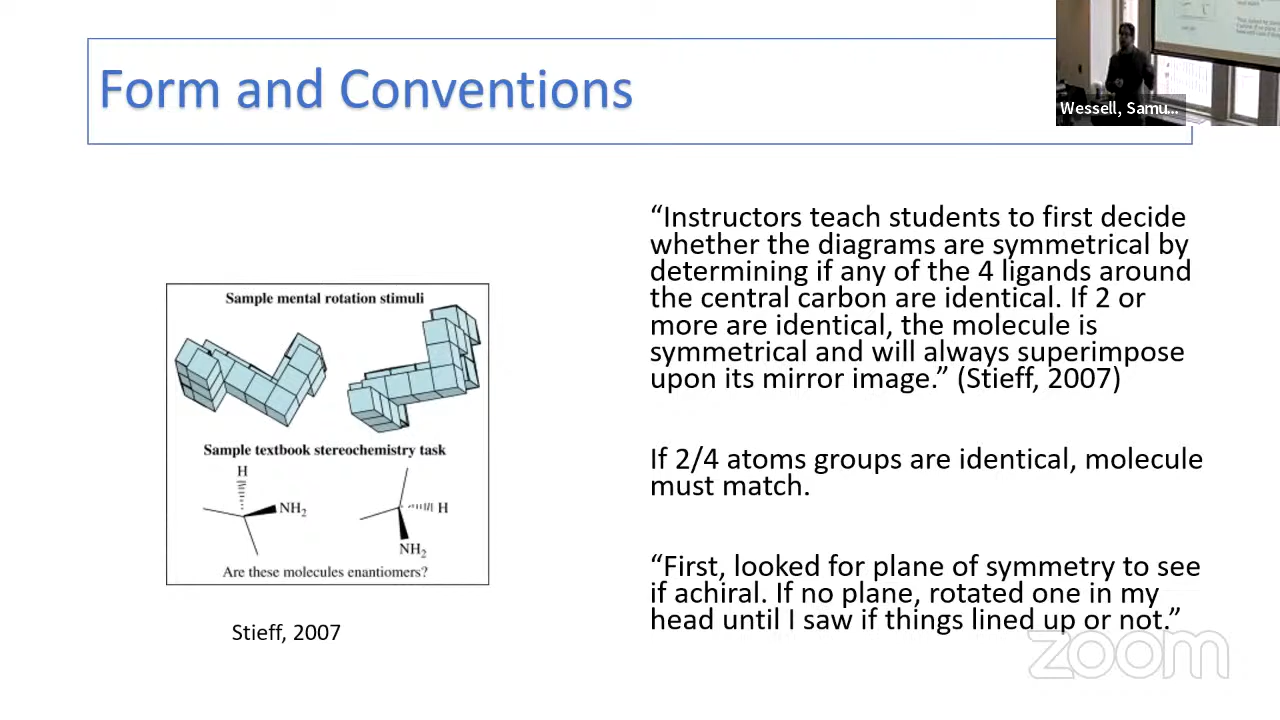 Form and Conventions
Wessell, Samu...
“Instructors teach students to first decide
whether the diagrams are symmetrical by
determining if any of the 4 ligands around
the central carbon are identical. If 2 or
more are identical, the molecule is
symmetrical and will always superimpose
upon its mirror image.” (Stieff, 2007)
If 2/4 atoms groups are identical, molecule
must match.
“First, looked for plane of symmetry to see
if achiral. If no plane, rotated one in my
head until I saw if things lined up or not.”
Sample mental rotation stimuli
Sample textbook stereochemistry task
H
NH2
H
NH2
Are these molecules enantiomers?
Stieff, 2007
zoom